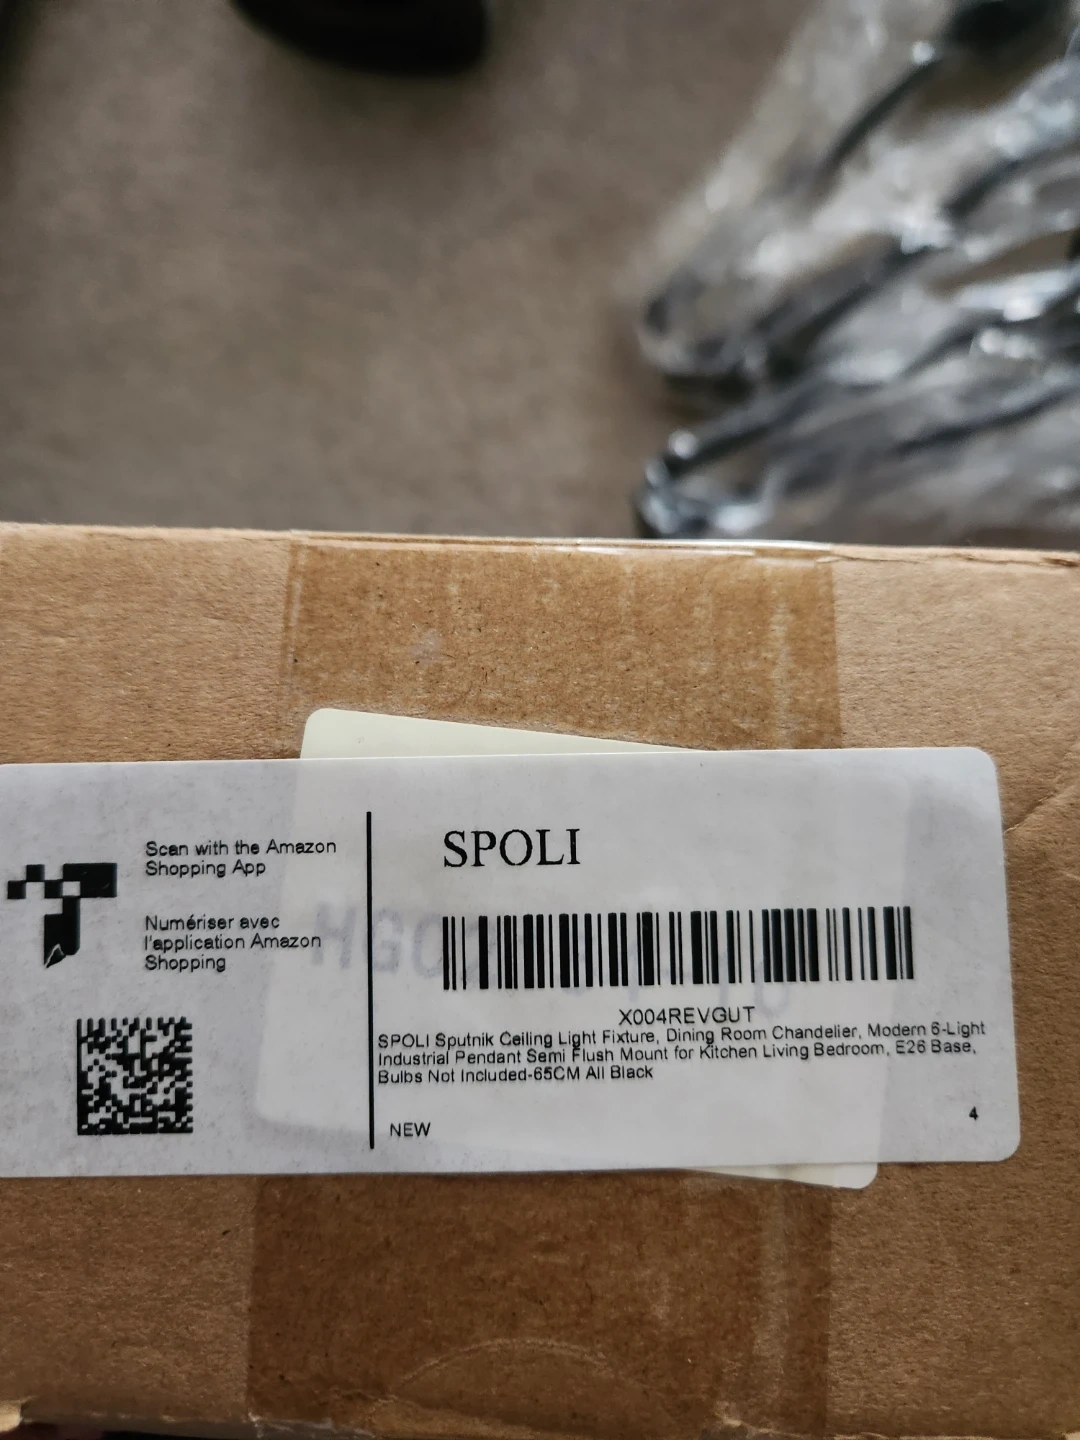 Scan with the Amazon
Shopping App
Numériser avec
l'application Amazon
Shopping
SPOLI
X004REVGUT
SPOLI Sputnik Ceiling Light Fixture, Dining Room Chandelier, Modern 6-Light
Industrial Pendant Semi Flush Mount for Kitchen Living Bedroom, E26 Base,
Bulbs Not Included-65CM All Black
NEW
4